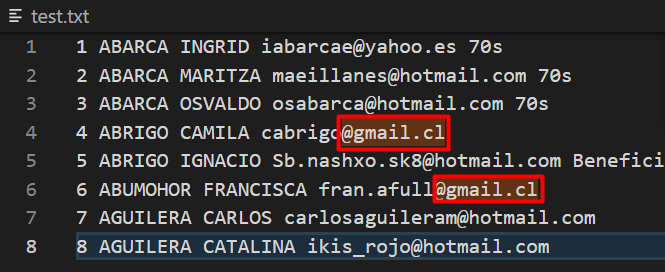 test.txt
1 1 ABARCA INGRID iabarcae@yahoo.es 70s
2 2 ABARCA MARITZA maeillanes@hotmail.com 70s
3 3 ABARCA OSVALDO osabarca@hotmail.com 70s
4 4 ABRIGO CAMILA cabrigo@gmail.cl
5 5 ABRIGO IGNACIO Sb.nashxo.sk8@hotmail.com Benefici
6 6 ABUMOHOR FRANCISCA fran.afull@gmail.cl
7 7 AGUILERA CARLOS carlosaguileram@hotmail.com
8 8 AGUILERA CATALINA ikis_rojo@hotmail.com